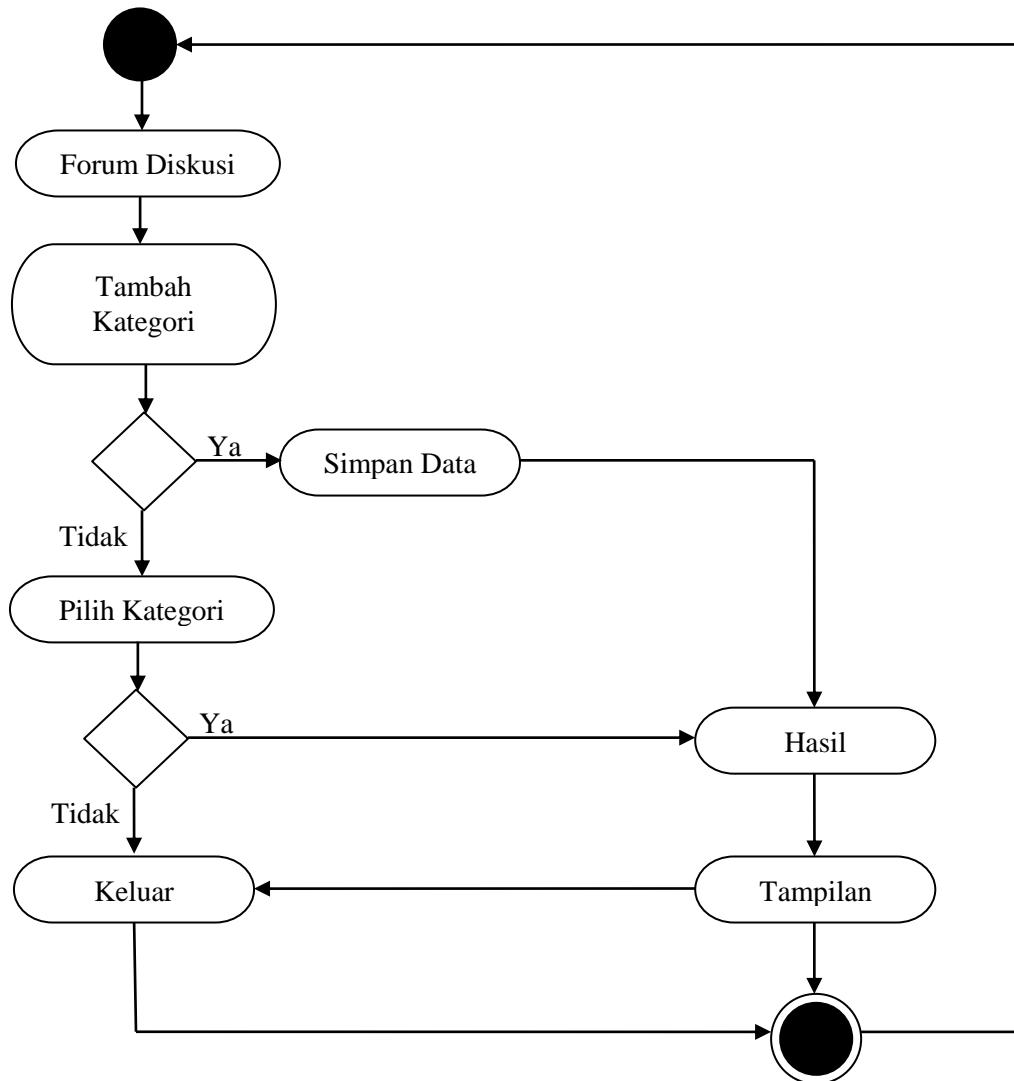 Forum Diskusi
Tambah
Kategori
Ya
Simpan Data
Tidak
Pilih Kategori
Ya
Hasil
Tidak
Keluar
Tampilan